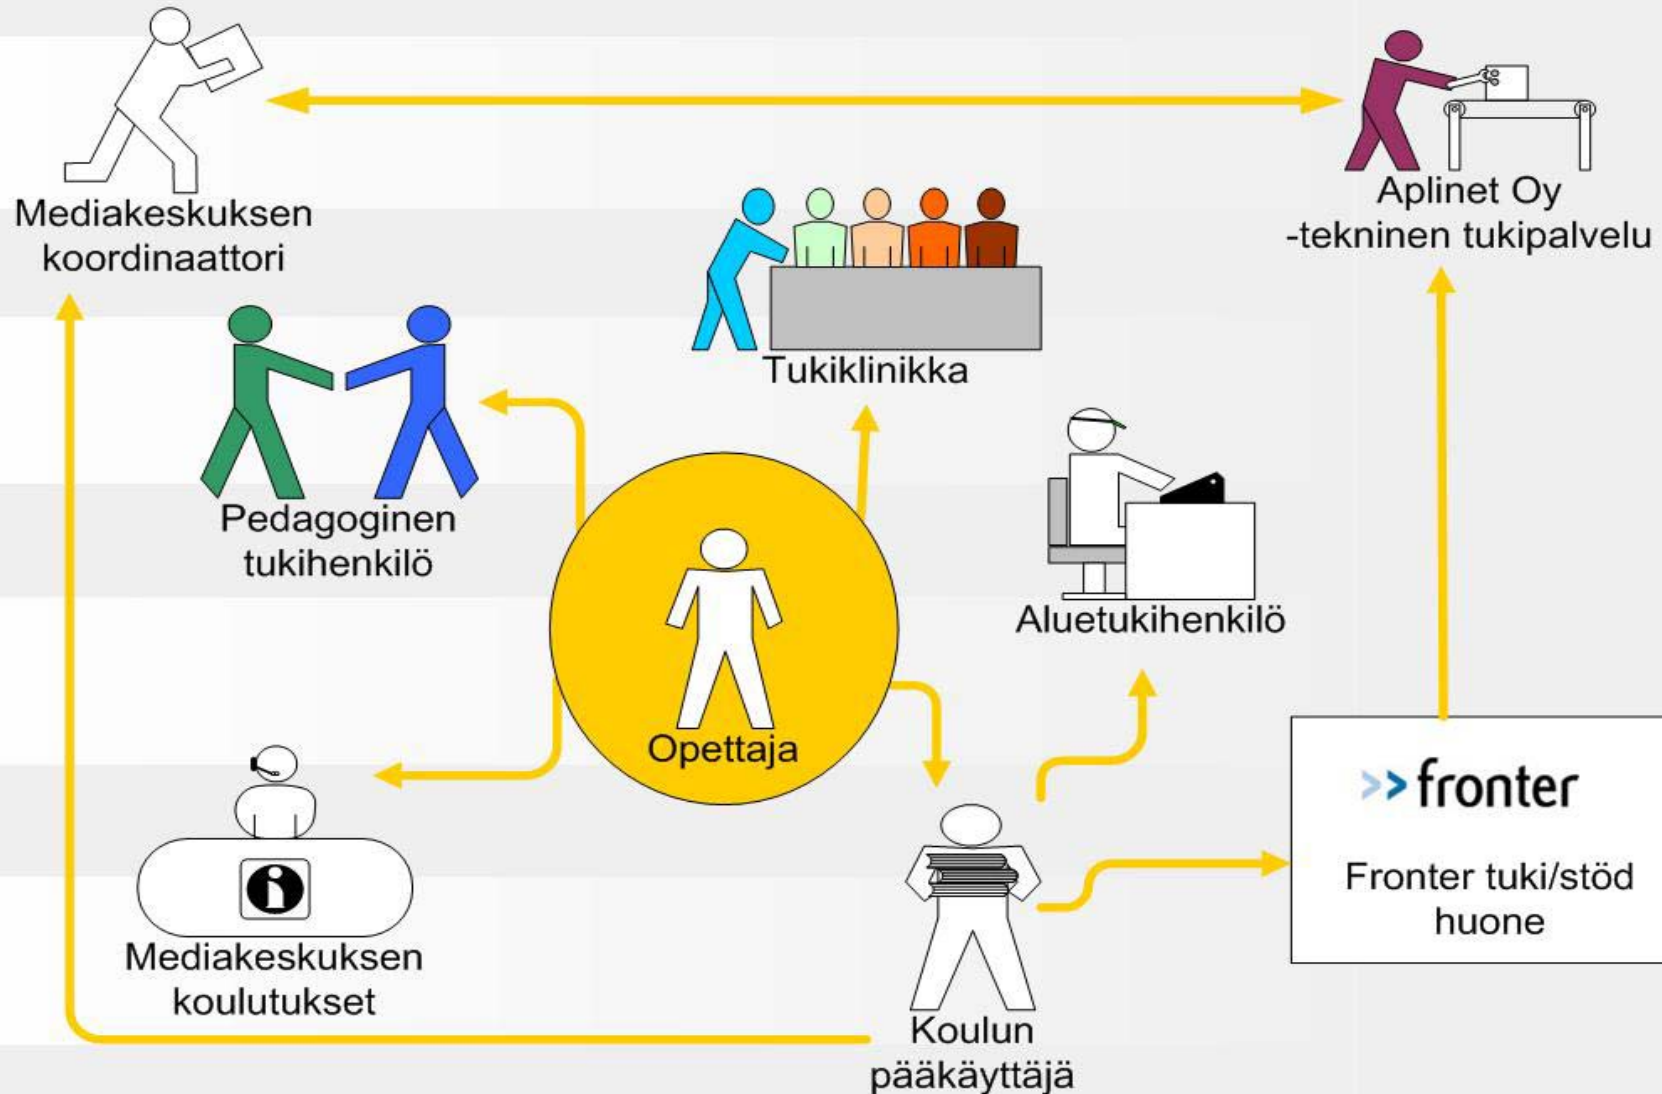 Mediakeskuksen
koordinaattori
Aplinet Oy
-tekninen tukipalvelu
Tukiklinikka
Pedagoginen
tukihenkilö
Aluetukihenkilö
Opettaja
>> fronter
Fronter tuki/stöd
huone
Mediakeskuksen
koulutukset
Koulun
pääkäyttäjä